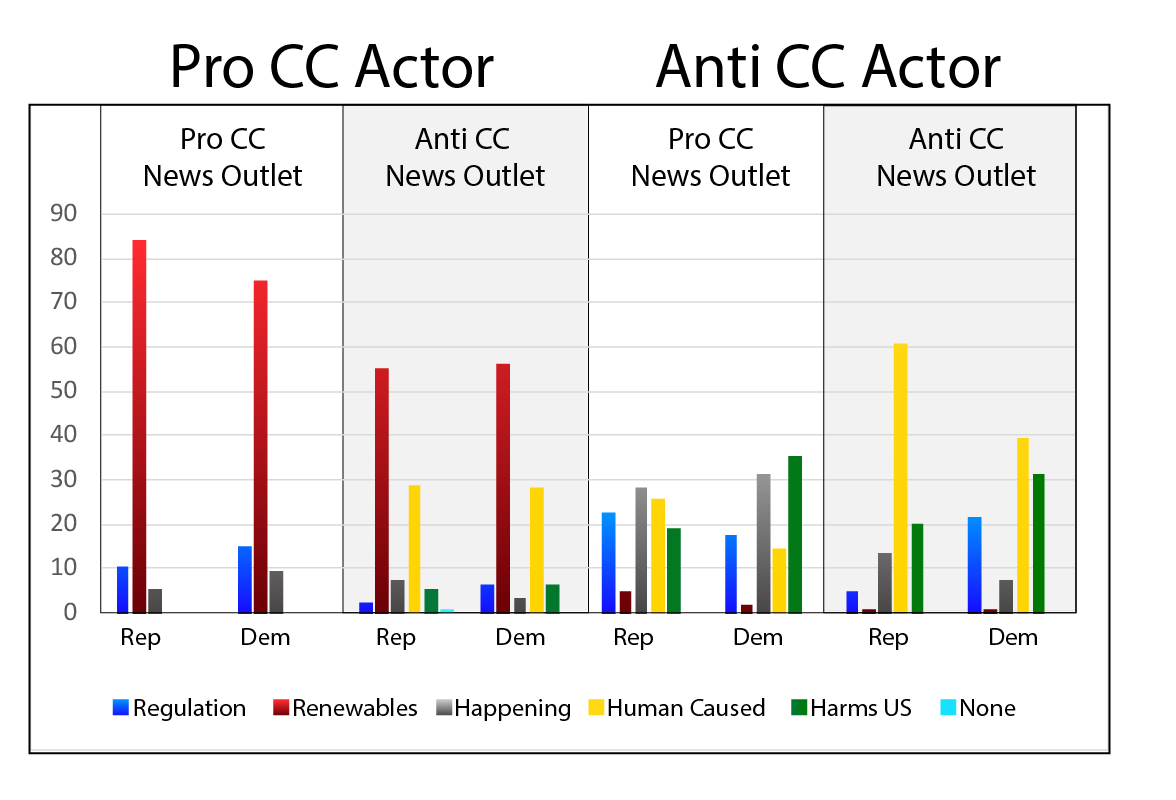 Pro CC Actor
Anti CC Actor
Pro CC
News Outlet
Anti CC
News Outlet
Pro CC
News Outlet
Anti CC
News Outlet
90
80
70
60
50
40
30
20
10
0
Rep
Dem
Rep
Dem
Rep
Dem
Rep
Dem
Regulation
Renewables
Happening
Human Caused
Harms US
None